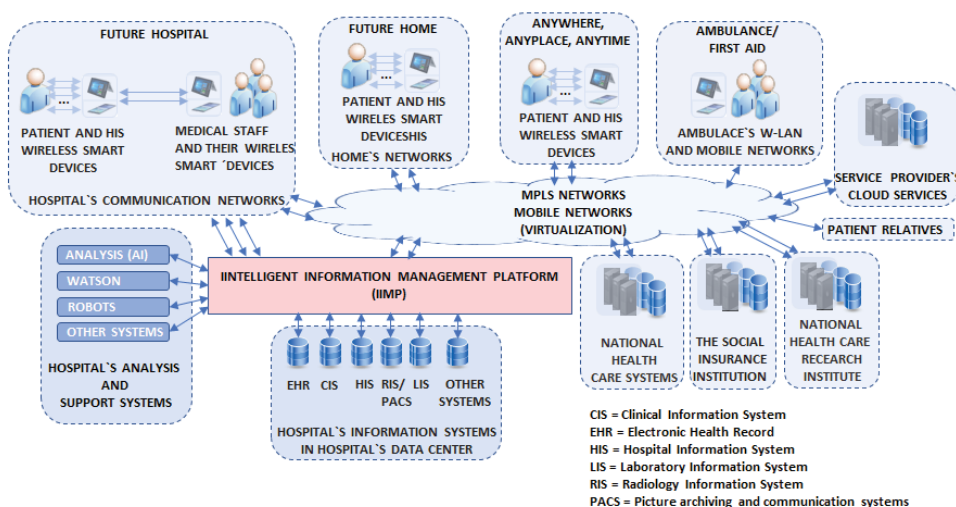 FUTURE HOSPITAL
...
PATIENT AND HIS
WIRELESS SMART
DEVICES
MEDICAL STAFF
AND THEIR WIRELES
SMART ´DEVICES
HOSPITAL`S COMMUNICATION NETWORKS
FUTURE HOME
...
PATIENT AND HIS
WIRELES SMART
DEVICESHIS
HOME`S NETWORKS
ANYWHERE,
ANYPLACE, ANYTIME
...
PATIENT AND HIS
WIRELESS SMART
DEVICES
AMBULANCE/
FIRST AID
AMBULACE`S W-LAN
AND MOBILE NETWORKS
SERVICE PROVIDER`S
CLOUD SERVICES
PATIENT RELATIVES
MPLS NETWORKS
MOBILE NETWORKS
(VIRTUALIZATION)
ANALYSIS (AI)
WATSON
ROBOTS
OTHER SYSTEMS
HOSPITAL`S ANALYSIS
AND
SUPPORT SYSTEMS
IINTELLIGENT INFORMATION MANAGEMENT PLATFORM
(IIMP)
EHR
CIS
HIS
RIS/
PACS
LIS
OTHER
SYSTEMS
HOSPITAL`S INFORMATION SYSTEMS
IN HOSPITAL`S DATA CENTER
NATIONAL
HEALTH
CARE SYSTEMS
THE SOCIAL
INSURANCE
INSTITUTION
NATIONAL
HEALTH CARE
RECEARCH
INSTITUTE
CIS = Clinical Information System
EHR = Electronic Health Record
HIS = Hospital Information System
LIS = Laboratory Information System
RIS = Radiology Information System
PACS = Picture archiving and communication systems